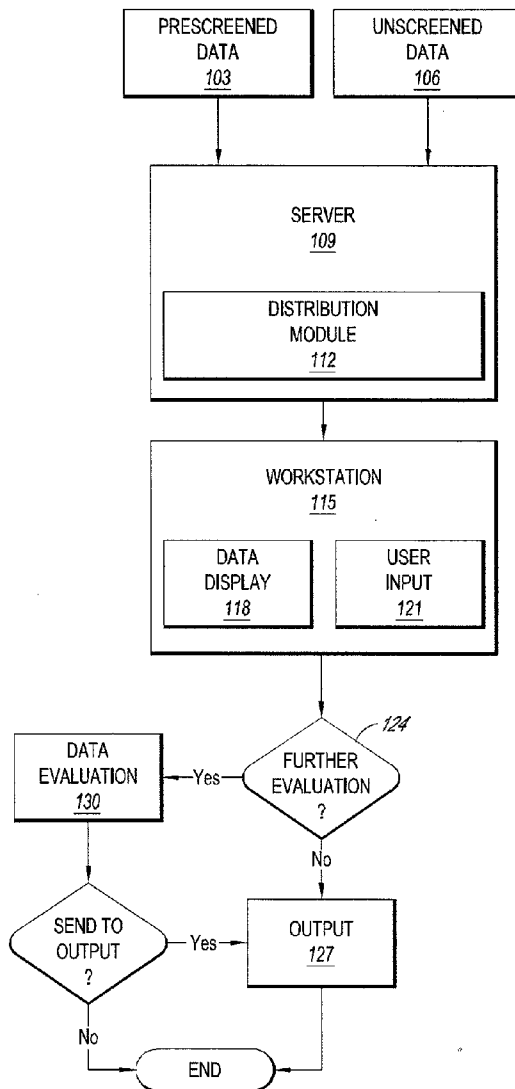 PRESCREENED
DATA
103
UNSCREENED
DATA
106
SERVER
109
DISTRIBUTION
MODULE
112
WORKSTATION
115
DATA
DISPLAY
118
USER
INPUT
121
124
FURTHER
EVALUATION
?
Yes
DATA
EVALUATION
130
No
SEND TO
OUTPUT
?
Yes
OUTPUT
127
No
END